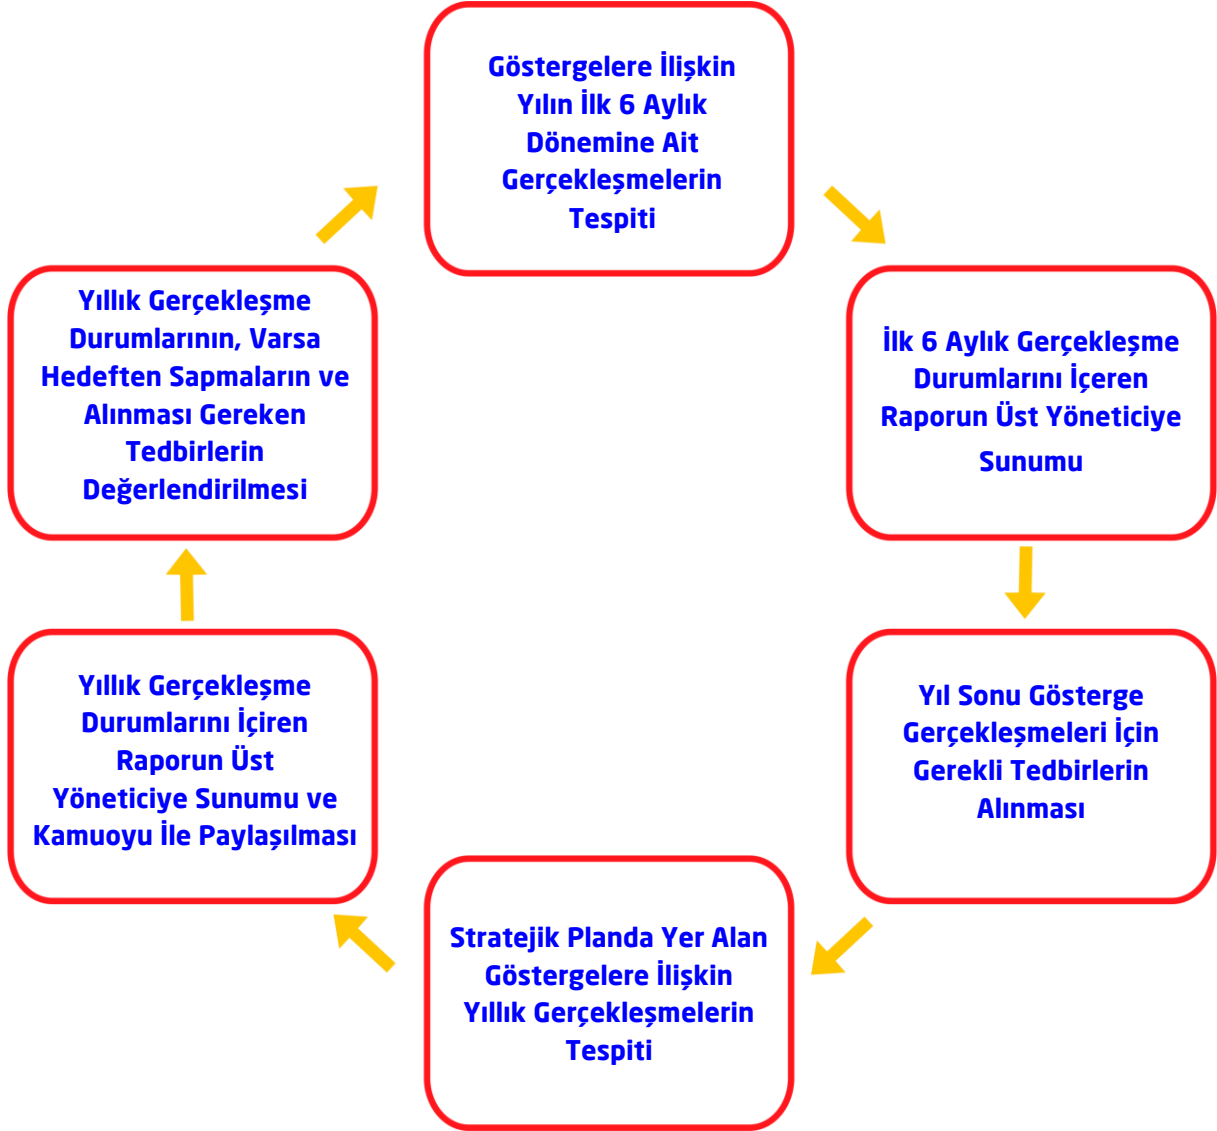 Göstergelere İlişkin
Yılın İlk 6 Aylık
Dönemine Ait
Gerçekleşmelerin
Tespiti
İlk 6 Aylık Gerçekleşme
Durumlarını İçeren
Raporun Üst Yöneticiye
Sunumu
Yıl Sonu Gösterge
Gerçekleşmeleri İçin
Gerekli Tedbirlerin
Alınması
Stratejik Planda Yer Alan
Göstergelere İlişkin
Yıllık Gerçekleşmelerin
Tespiti
Yıllık Gerçekleşme
Durumlarını İçiren
Raporun Üst
Yöneticiye Sunumu ve
Kamuoyu İle Paylaşılması
Yıllık Gerçekleşme
Durumlarının, Varsa
Hedeften Sapmaların ve
Alınması Gereken
Tedbirlerin
Değerlendirilmesi